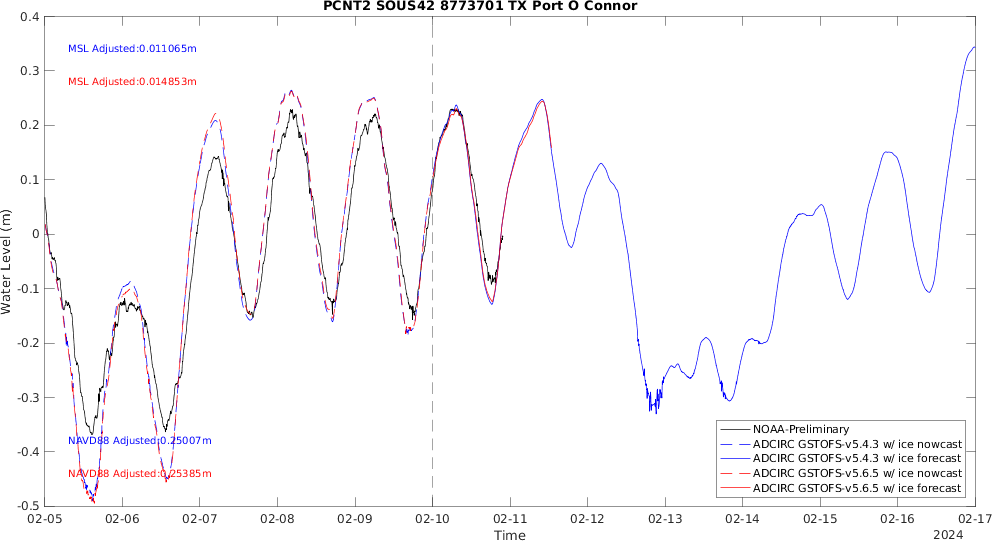 PCNT2 SOUS42 8773701 TX Port O Connor
0.4
0.3
0.2
0.1
0
-0.1
-0.2
-0.3
-0.4
-0.5
Water Level (m)
MSL Adjusted:0.011065m
MSL Adjusted:0.014853m
NAVD88 Adjusted:0.25007m
NAVD88 Adjusted:0.25385m
NOAA-Preliminary
ADCIRC GSTOFS-v5.4.3 w/ ice nowcast
ADCIRC GSTOFS-v5.4.3 w/ ice forecast
ADCIRC GSTOFS-v5.6.5 w/ ice nowcast
ADCIRC GSTOFS-v5.6.5 w/ ice forecast
02-05 02-06 02-07 02-08 02-09 02-10 02-11 02-12 02-13 02-14 02-15 02-16 02-17
Time
2024